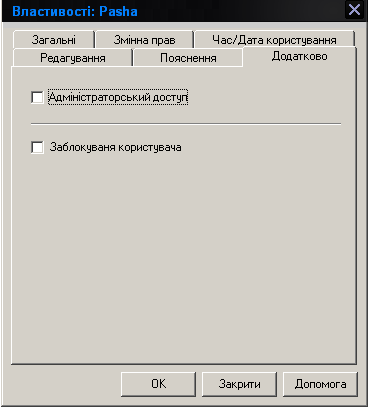 Властивості: Pasha
Загальні Змінна прав Час/Дата користування
Редагування Пояснення Додатково
Адміністраторський доступ
Заблокуваня користувача
OK Закрити Допомога